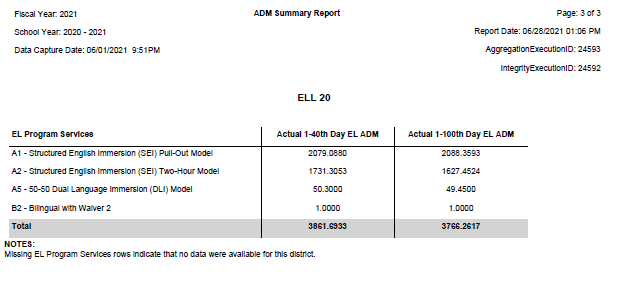 Fiscal Year: 2021 ADM Summary Report Page: 3 of 3
School Year: 2020 - 2021 Report Date: 06/28/2021 01:06 PM
Data Capture Date: 06/01/2021 9:51PM AggregationExecutionID: 24593
IntegrityExecutionID: 24592
ELL 20
EL Program Services Actual 1-40th Day EL ADM Actual 1-100th Day EL ADM
A1 - Structured English Immersion (SEI) Pull-Out Model 2079.0880 2088.3593
A2 - Structured English Immersion (SEI) Two-Hour Model 1731.3053 1627.4524
A5 - 50-50 Dual Language Immersion (DLI) Model 50.3000 49.4500
B2 - Bilingual with Waiver 2 1.0000 1.0000
Total 3861.6933 3766.2617
NOTES:
Missing EL Program Services rows indicate that no data were available for this district.